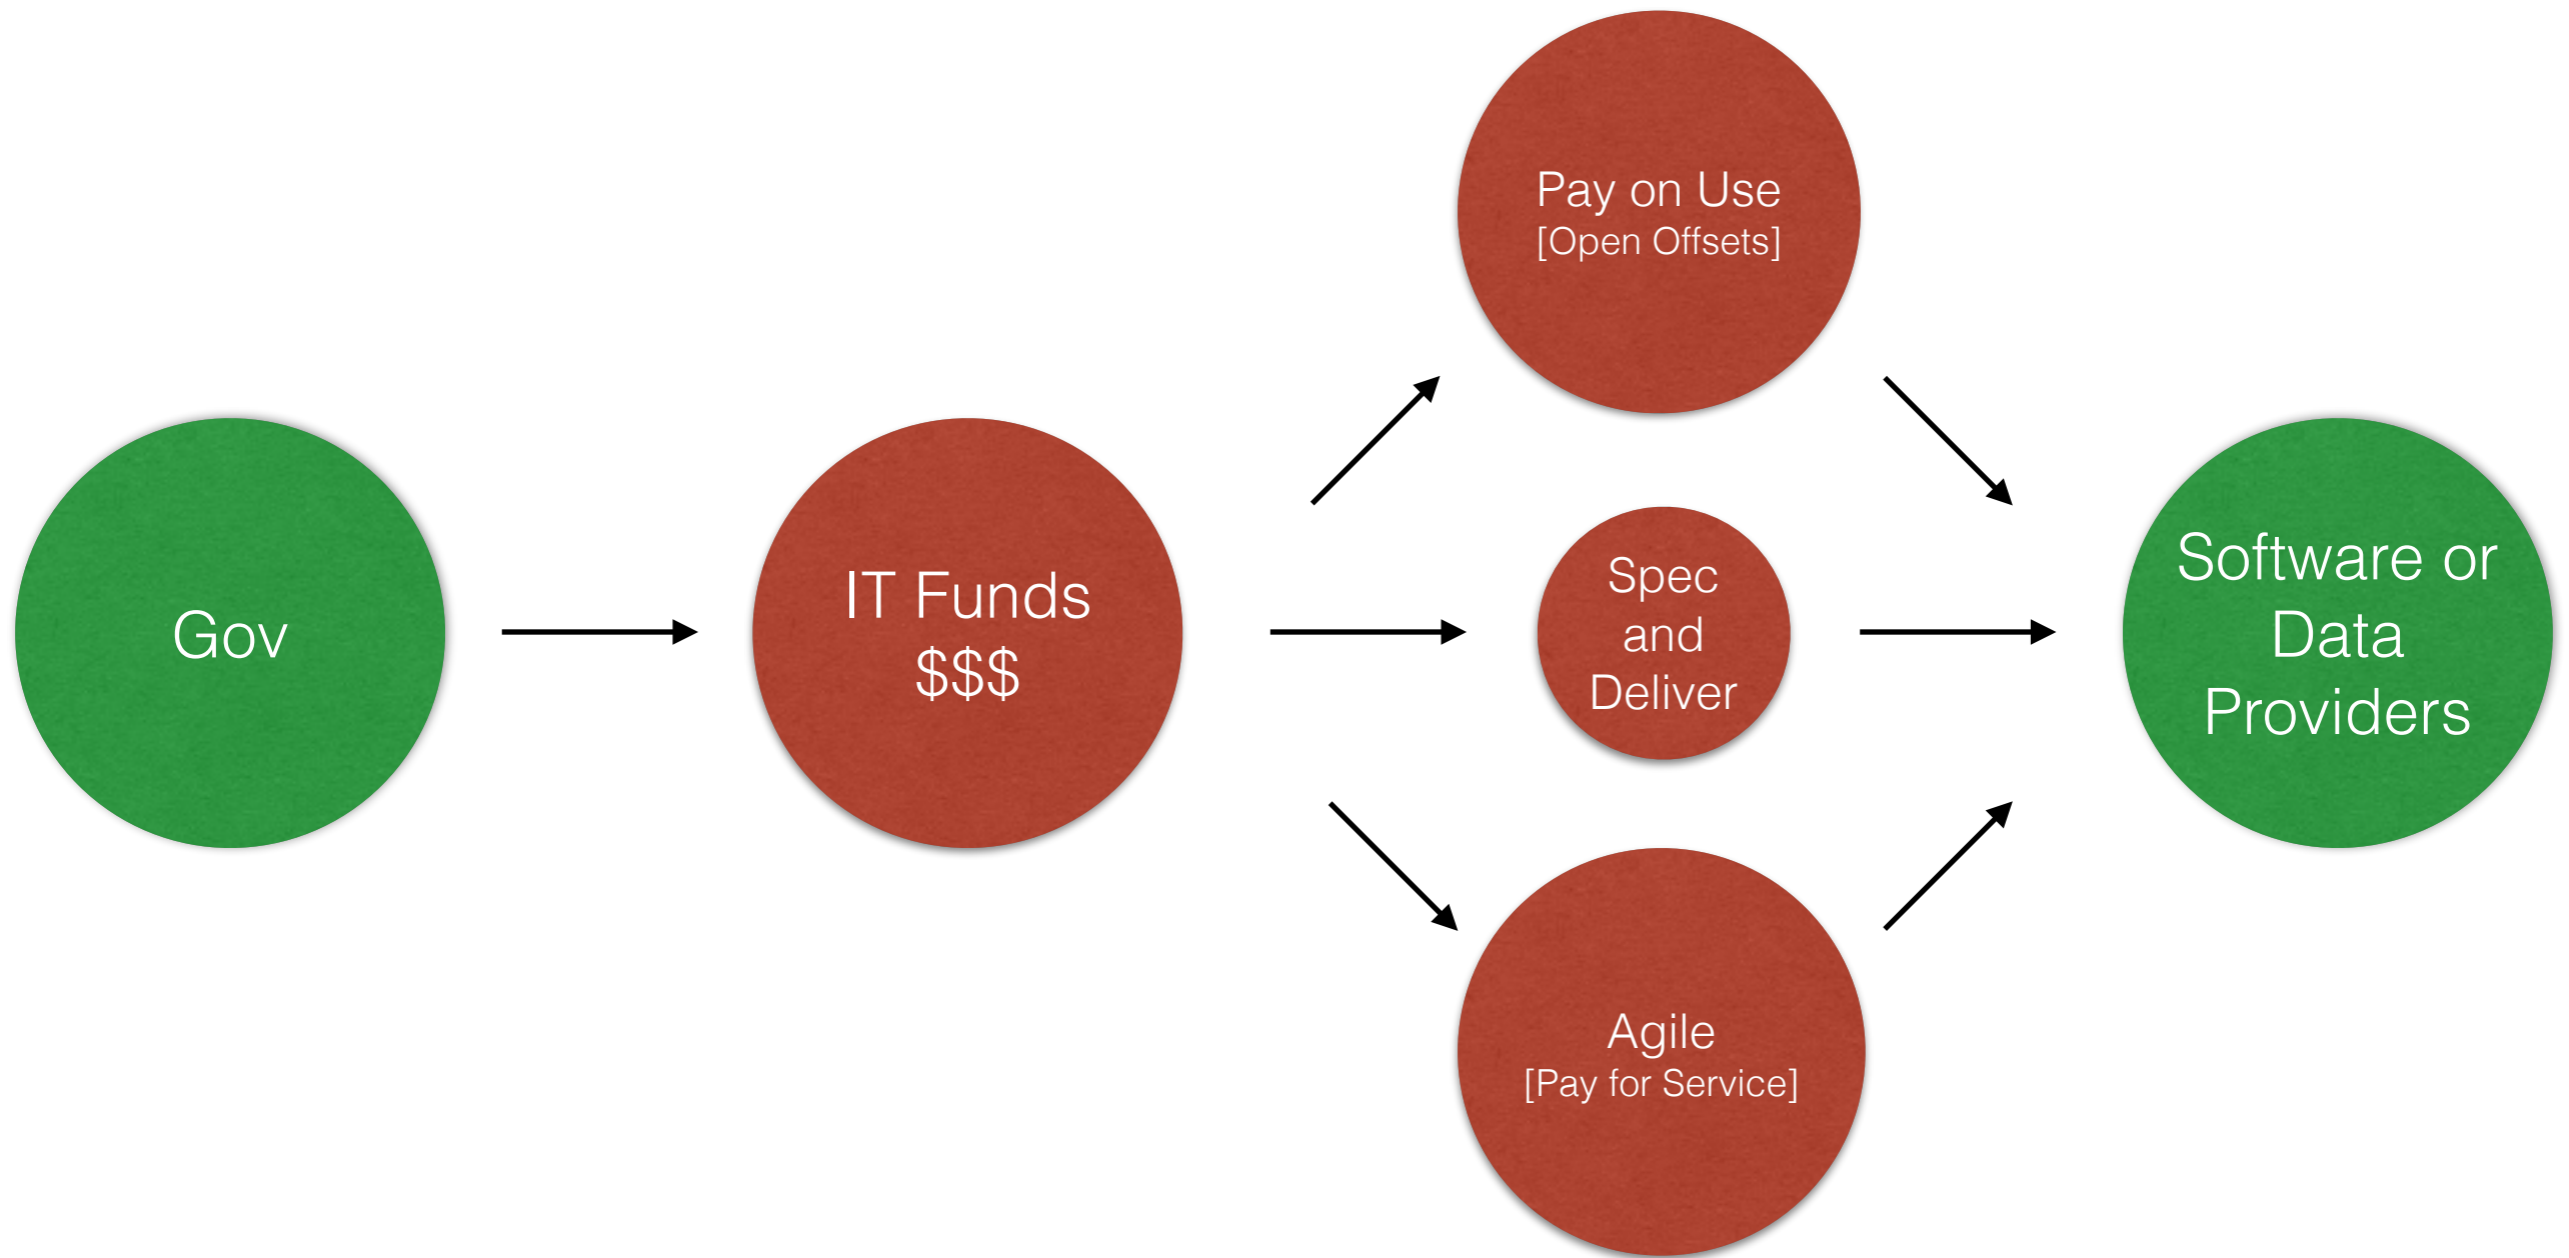 Gov
IT Funds
$$$
Pay on Use
[Open Offsets]
Spec
and
Deliver
Agile
[Pay for Service]
Software or
Data
Providers